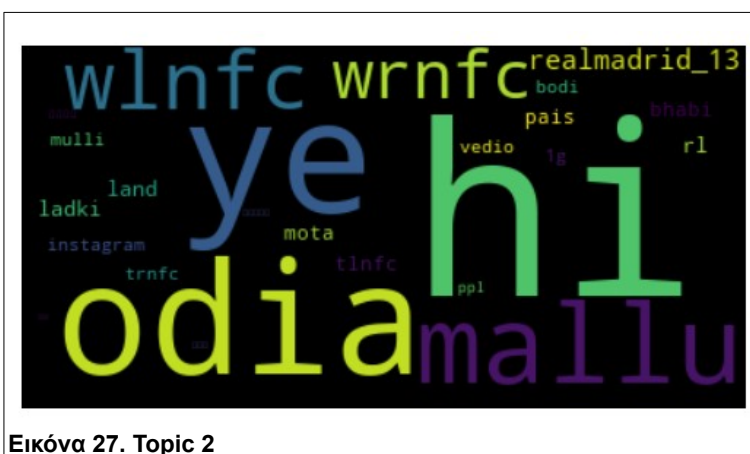 wlnfc wrnfc realmadrid_13
bodi
bhabi
mulli ye hi pais
vedio 1g rl
land
ladki
instagram mota
trnfc tlnfc
ppl
odia mallu
Εικόνα 27. Topic 2